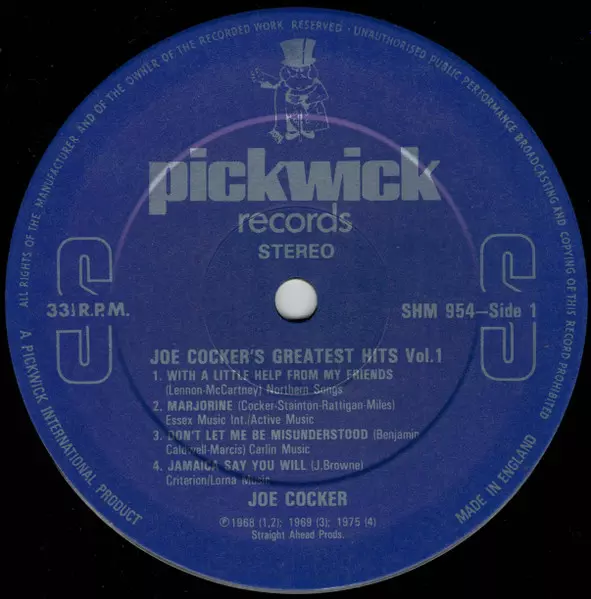 ALL RIGHTS OF THE MANUFACTURER AND OF THE OWNER OF THE RECORDED WORK RESERVED · UNAUTHORISED PUBLIC PERFORMANCE BROADCASTING AND COPYING OF THIS RECORD PROHIBITED
pickwick
records
STEREO
33⅓ R.P.M.
SHM 954—Side 1
JOE COCKER'S GREATEST HITS Vol.1
1. WITH A LITTLE HELP FROM MY FRIENDS
(Lennon-McCartney) Northern Songs
2. MARJORINE (Cocker-Stainton-Rattigan-Miles)
Essex Music Int./Active Music
3. DON'T LET ME BE MISUNDERSTOOD (Benjamin
Caldwell-Marcis) Carlin Music
4. JAMAICA SAY YOU WILL (J.Browne)
Criterion/Lorna Music
JOE COCKER
℗1968 (1,2); 1969 (3); 1975 (4)
Straight Ahead Prods.
A PICKWICK INTERNATIONAL PRODUCT
MADE IN ENGLAND